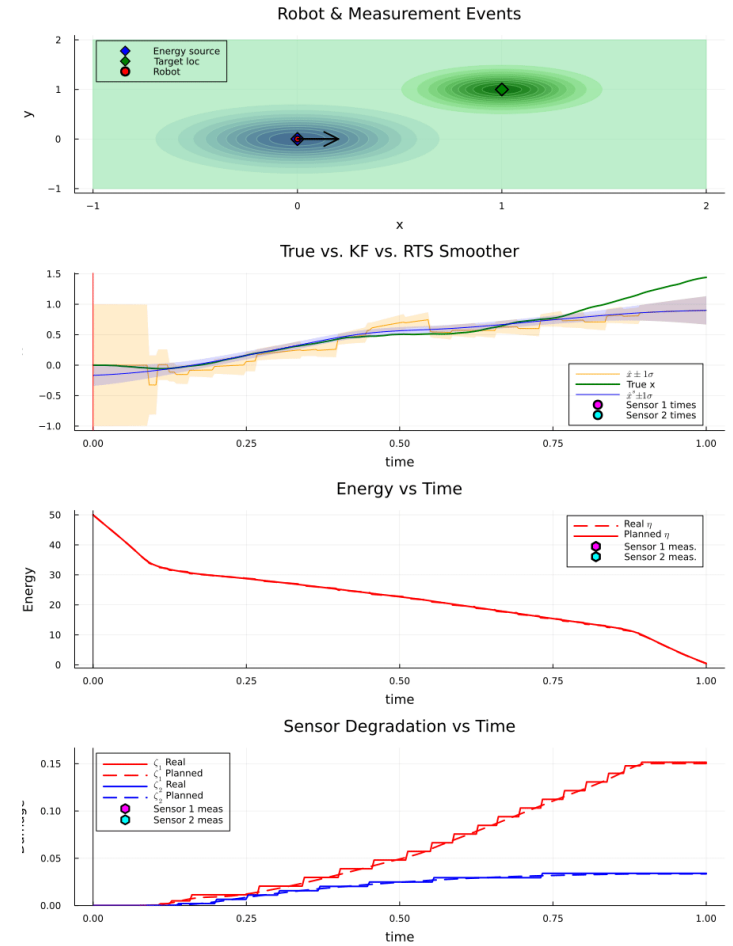 Robot & Measurement Events
2
1
0
−1
y
Energy source
Target loc
Robot
−1
0
1
2
x
True vs. KF vs. RTS Smoother
1.5
1.0
0.5
0.0
−0.5
−1.0
x̂ ± 1σ
True x
x̂ˢ±1σ
Sensor 1 times
Sensor 2 times
0.00
0.25
0.50
0.75
1.00
time
Energy vs Time
50
40
30
20
10
0
Energy
Real η
Planned η
Sensor 1 meas.
Sensor 2 meas.
0.00
0.25
0.50
0.75
1.00
time
Sensor Degradation vs Time
0.15
0.10
0.05
0.00
ζ₁ Real
ζ₁ Planned
ζ₂ Real
ζ₂ Planned
Sensor 1 meas
Sensor 2 meas
0.00
0.25
0.50
0.75
1.00
time